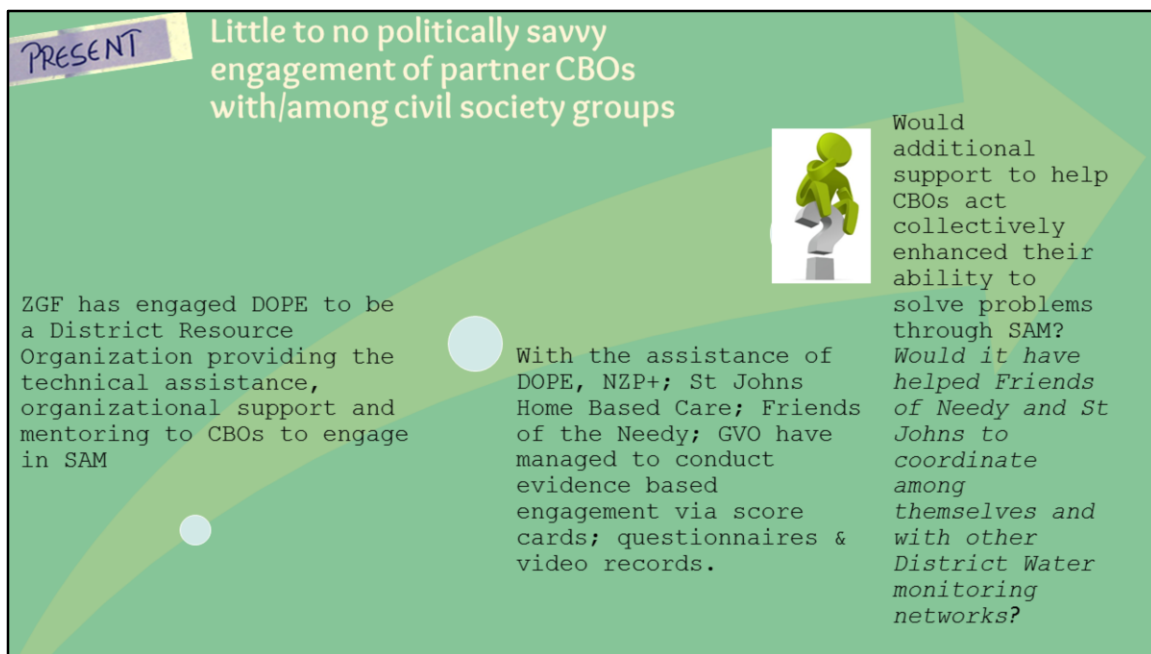 PRESENT
Little to no politically savvy
engagement of partner CBOs
with/among civil society groups
ZGF has engaged DOPE to be
a District Resource
Organization providing the
technical assistance,
organizational support and
mentoring to CBOs to engage
in SAM
With the assistance of
DOPE, NZP+; St Johns
Home Based Care; Friends
of the Needy; GVO have
managed to conduct
evidence based
engagement via score
cards; questionnaires &
video records.
Would
additional
support to help
CBOs act
collectively
enhanced their
ability to
solve problems
through SAM?
Would it have
helped Friends
of Needy and St
Johns to
coordinate
among
themselves and
with other
District Water
monitoring
networks?